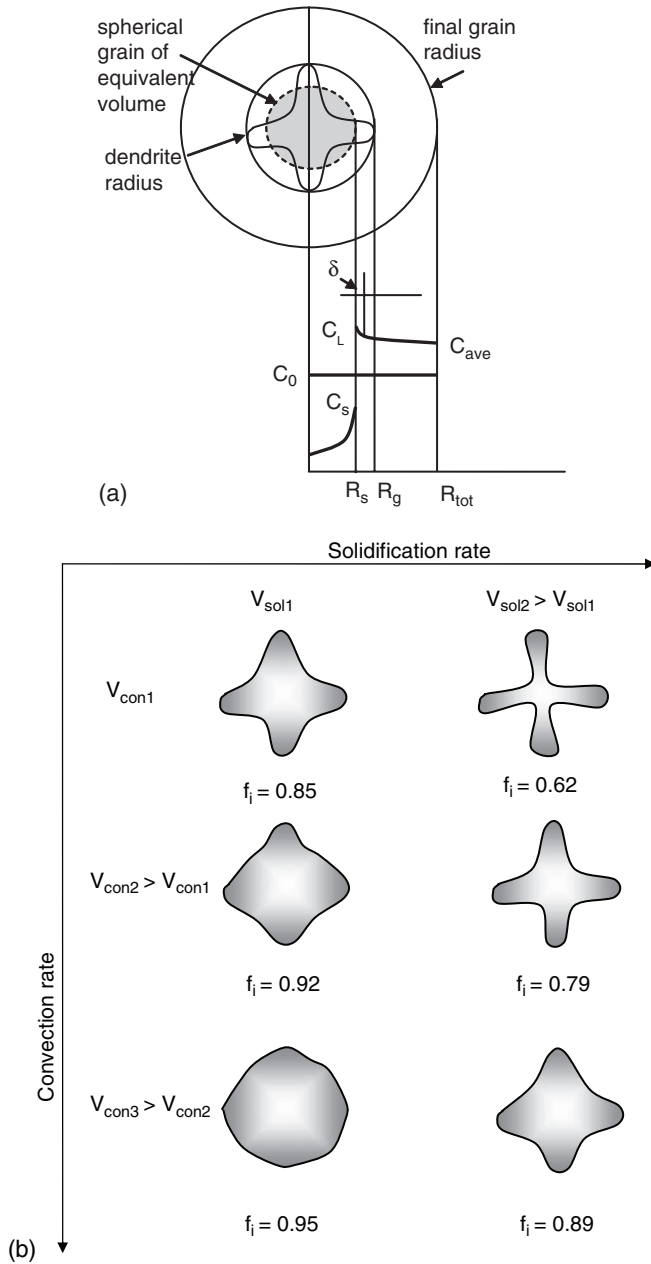 spherical
grain of
equivalent
volume
final grain
radius
dendrite
radius
δ
C_L
C_ave
C_0
C_s
R_s R_g R_tot
(a)
Solidification rate
V_sol1 V_sol2 > V_sol1
V_con1
f_i = 0.85 f_i = 0.62
V_con2 > V_con1
f_i = 0.92 f_i = 0.79
Convection rate
V_con3 > V_con2
f_i = 0.95 f_i = 0.89
(b)